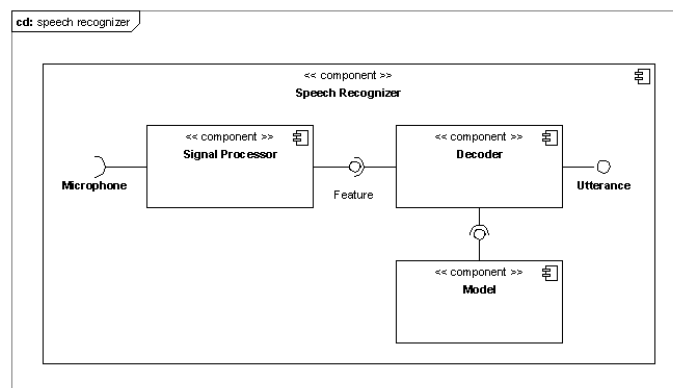 cd: speech recognizer
<< component >>
Speech Recognizer
<< component >>
Signal Processor
<< component >>
Decoder
Microphone
Feature
Utterance
<< component >>
Model